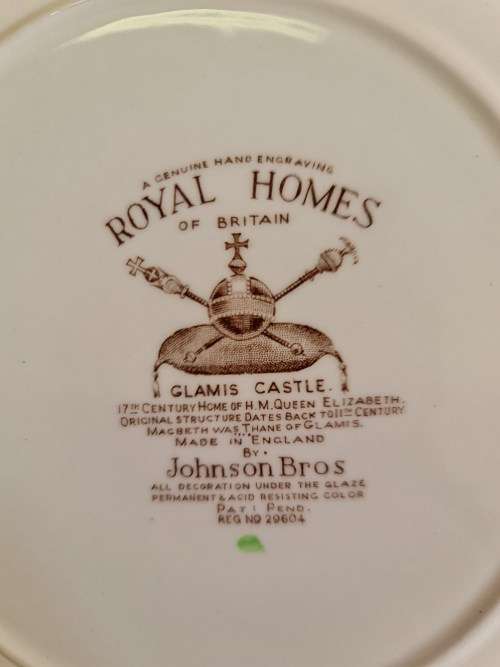 A GENUINE HAND ENGRAVING
ROYAL HOMES
OF BRITAIN
GLAMIS CASTLE.
17TH CENTURY HOME OF H.M. QUEEN ELIZABETH.
ORIGINAL STRUCTURE DATES BACK TO 11TH CENTURY
MACBETH WAS THANE OF GLAMIS.
MADE IN ENGLAND
BY
Johnson Bros
ALL DECORATION UNDER THE GLAZE
PERMANENT & ACID RESISTING COLOR
PAT. PEND.
REG NO 29604